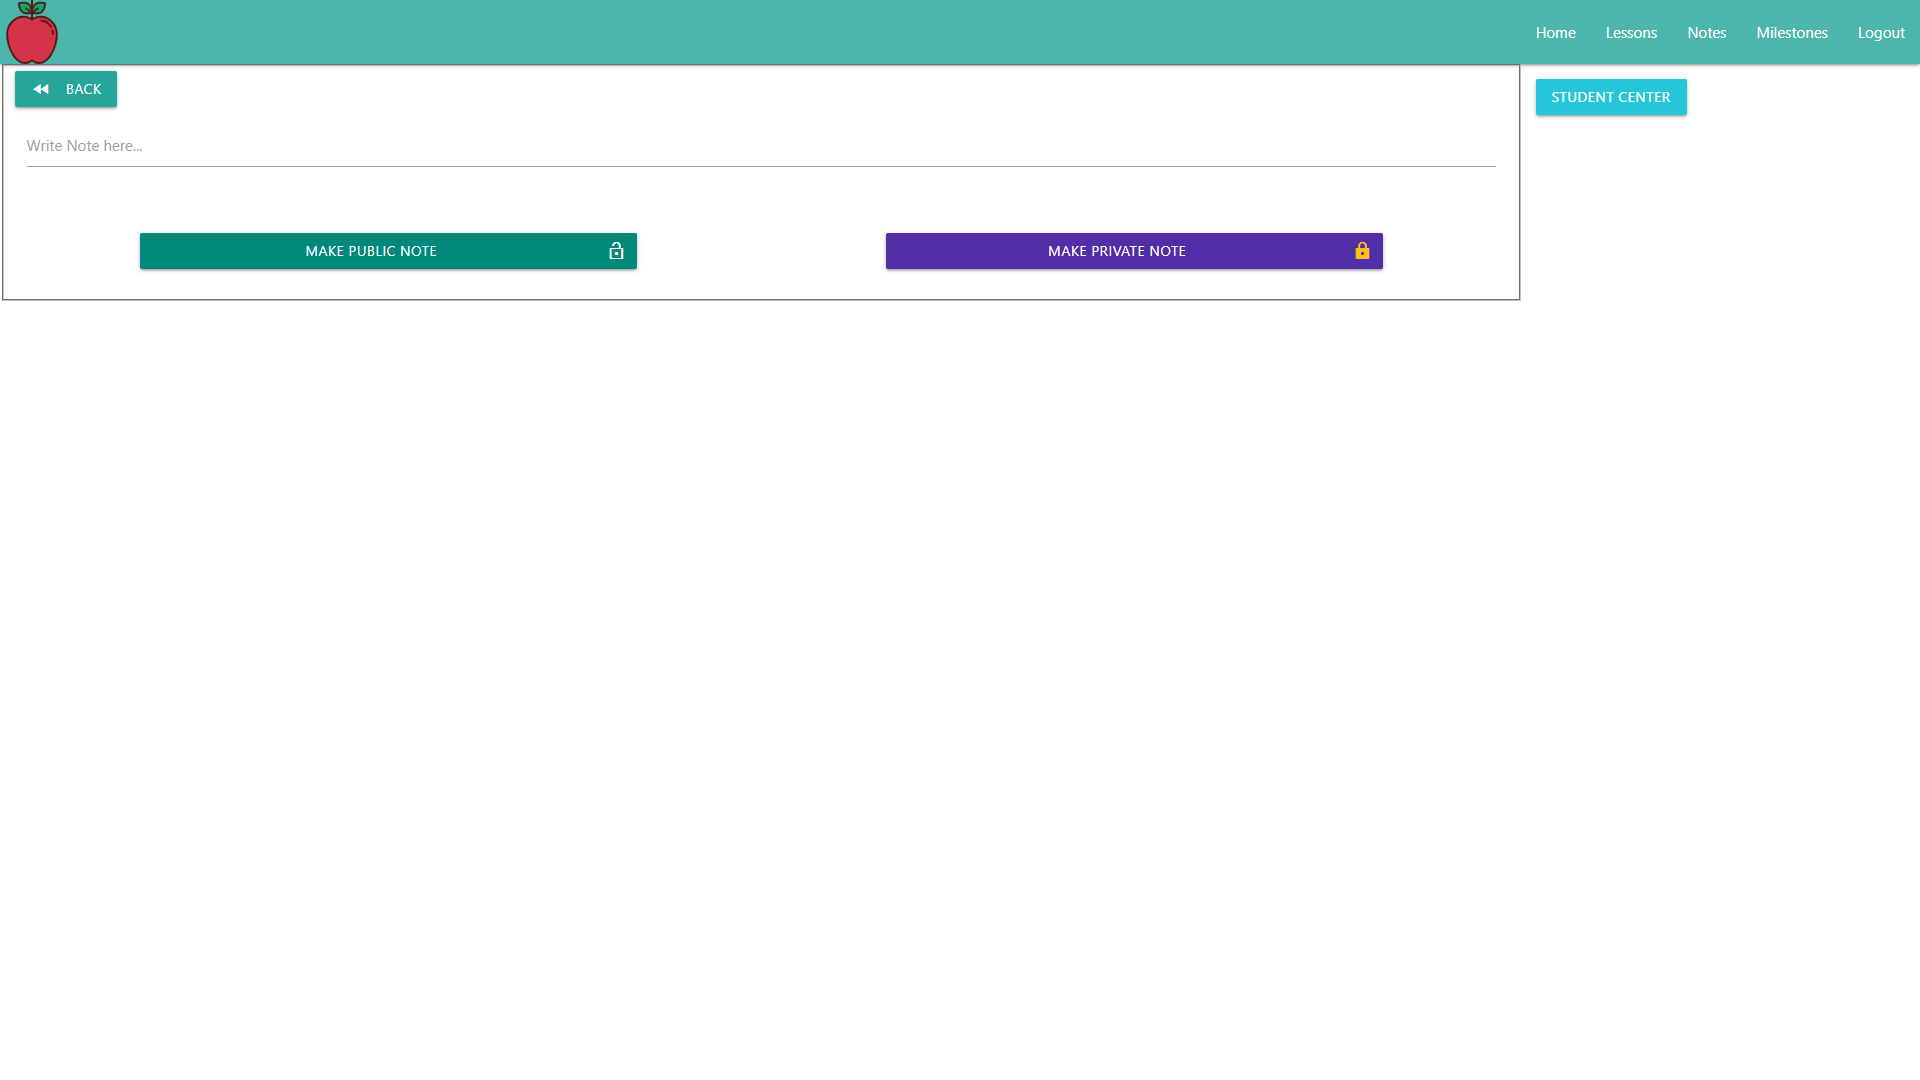 Home Lessons Notes Milestones Logout
BACK
STUDENT CENTER
Write Note here...
MAKE PUBLIC NOTE
MAKE PRIVATE NOTE